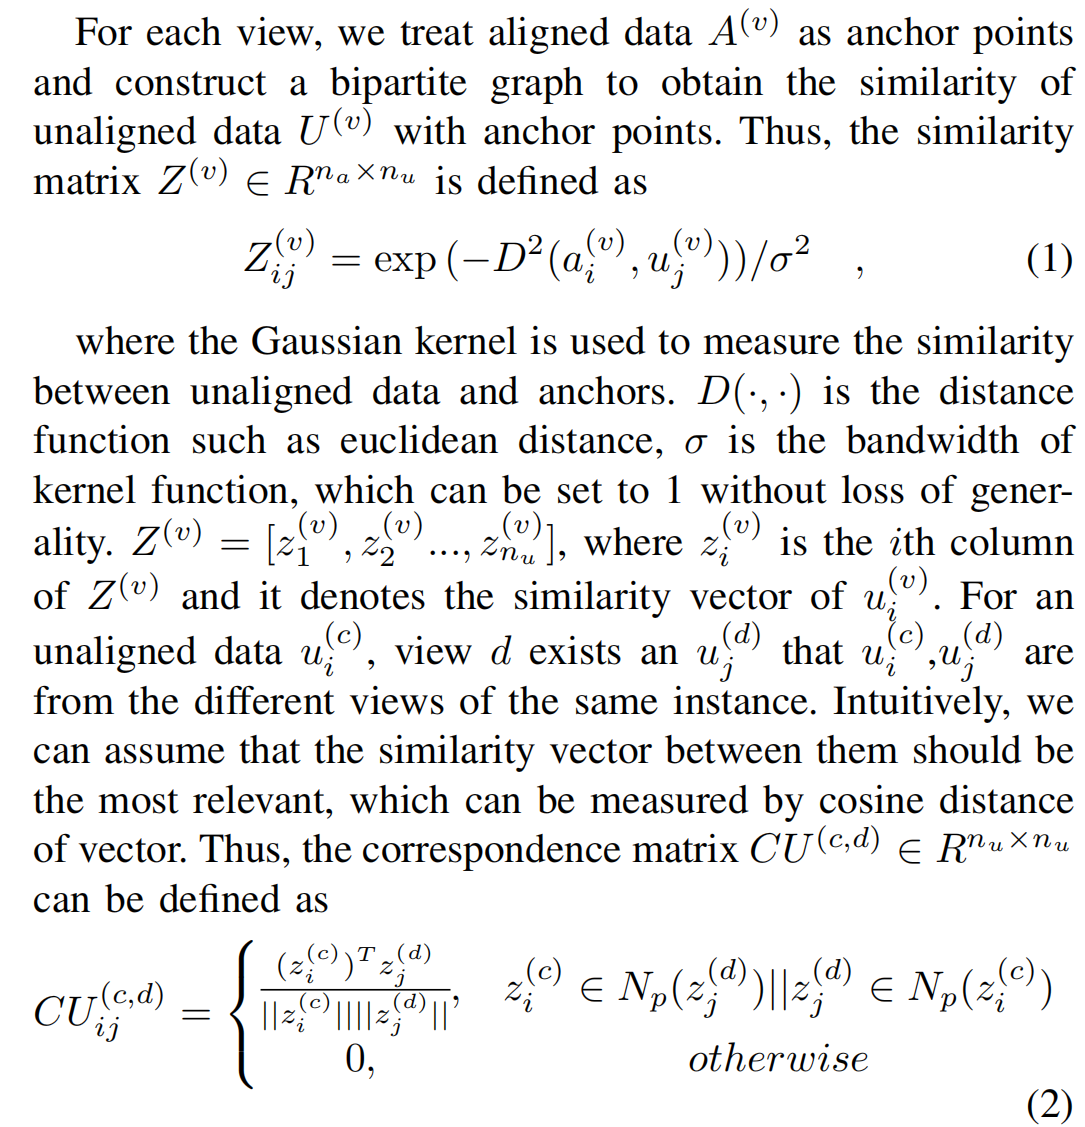 For each view, we treat aligned data $A^{(v)}$ as anchor points
and construct a bipartite graph to obtain the similarity of
unaligned data $U^{(v)}$ with anchor points. Thus, the similarity
matrix $Z^{(v)} \in R^{n_a \times n_u}$ is defined as
$Z_{ij}^{(v)} = \exp(-D^2(a_i^{(v)}, u_j^{(v)}))/\sigma^2$ , (1)
where the Gaussian kernel is used to measure the similarity
between unaligned data and anchors. $D(\cdot, \cdot)$ is the distance
function such as euclidean distance, $\sigma$ is the bandwidth of
kernel function, which can be set to 1 without loss of gener-
ality. $Z^{(v)} = [z_1^{(v)}, z_2^{(v)} ..., z_{n_u}^{(v)}]$, where $z_i^{(v)}$ is the $i$th column
of $Z^{(v)}$ and it denotes the similarity vector of $u_i^{(v)}$. For an
unaligned data $u_i^{(c)}$, view $d$ exists an $u_j^{(d)}$ that $u_i^{(c)}$,$u_j^{(d)}$ are
from the different views of the same instance. Intuitively, we
can assume that the similarity vector between them should be
the most relevant, which can be measured by cosine distance
of vector. Thus, the correspondence matrix $CU^{(c,d)} \in R^{n_u \times n_u}$
can be defined as
$CU_{ij}^{(c,d)} = \begin{cases} \frac{(z_i^{(c)})^T z_j^{(d)}}{||z_i^{(c)}||||z_j^{(d)}||}, & z_i^{(c)} \in N_p(z_j^{(d)}) || z_j^{(d)} \in N_p(z_i^{(c)}) \\ 0, & otherwise \end{cases}$
(2)